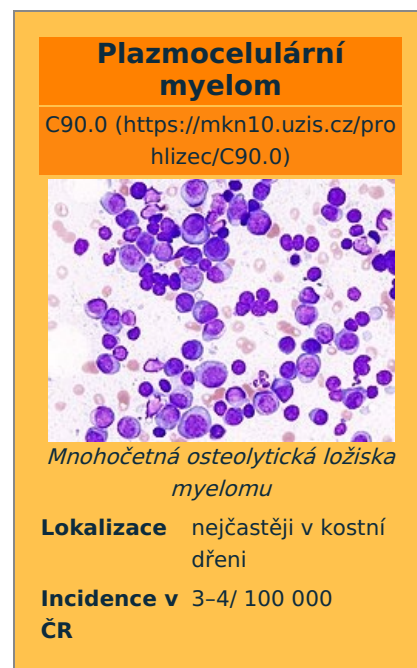 Plazmocelulární
myelom
C90.0 (https://mkn10.uzis.cz/pro
hlizec/C90.0)
Mnohočetná osteolytická ložiska
myelomu
Lokalizace nejčastěji v kostní
dřeni
Incidence v 3–4/ 100 000
ČR